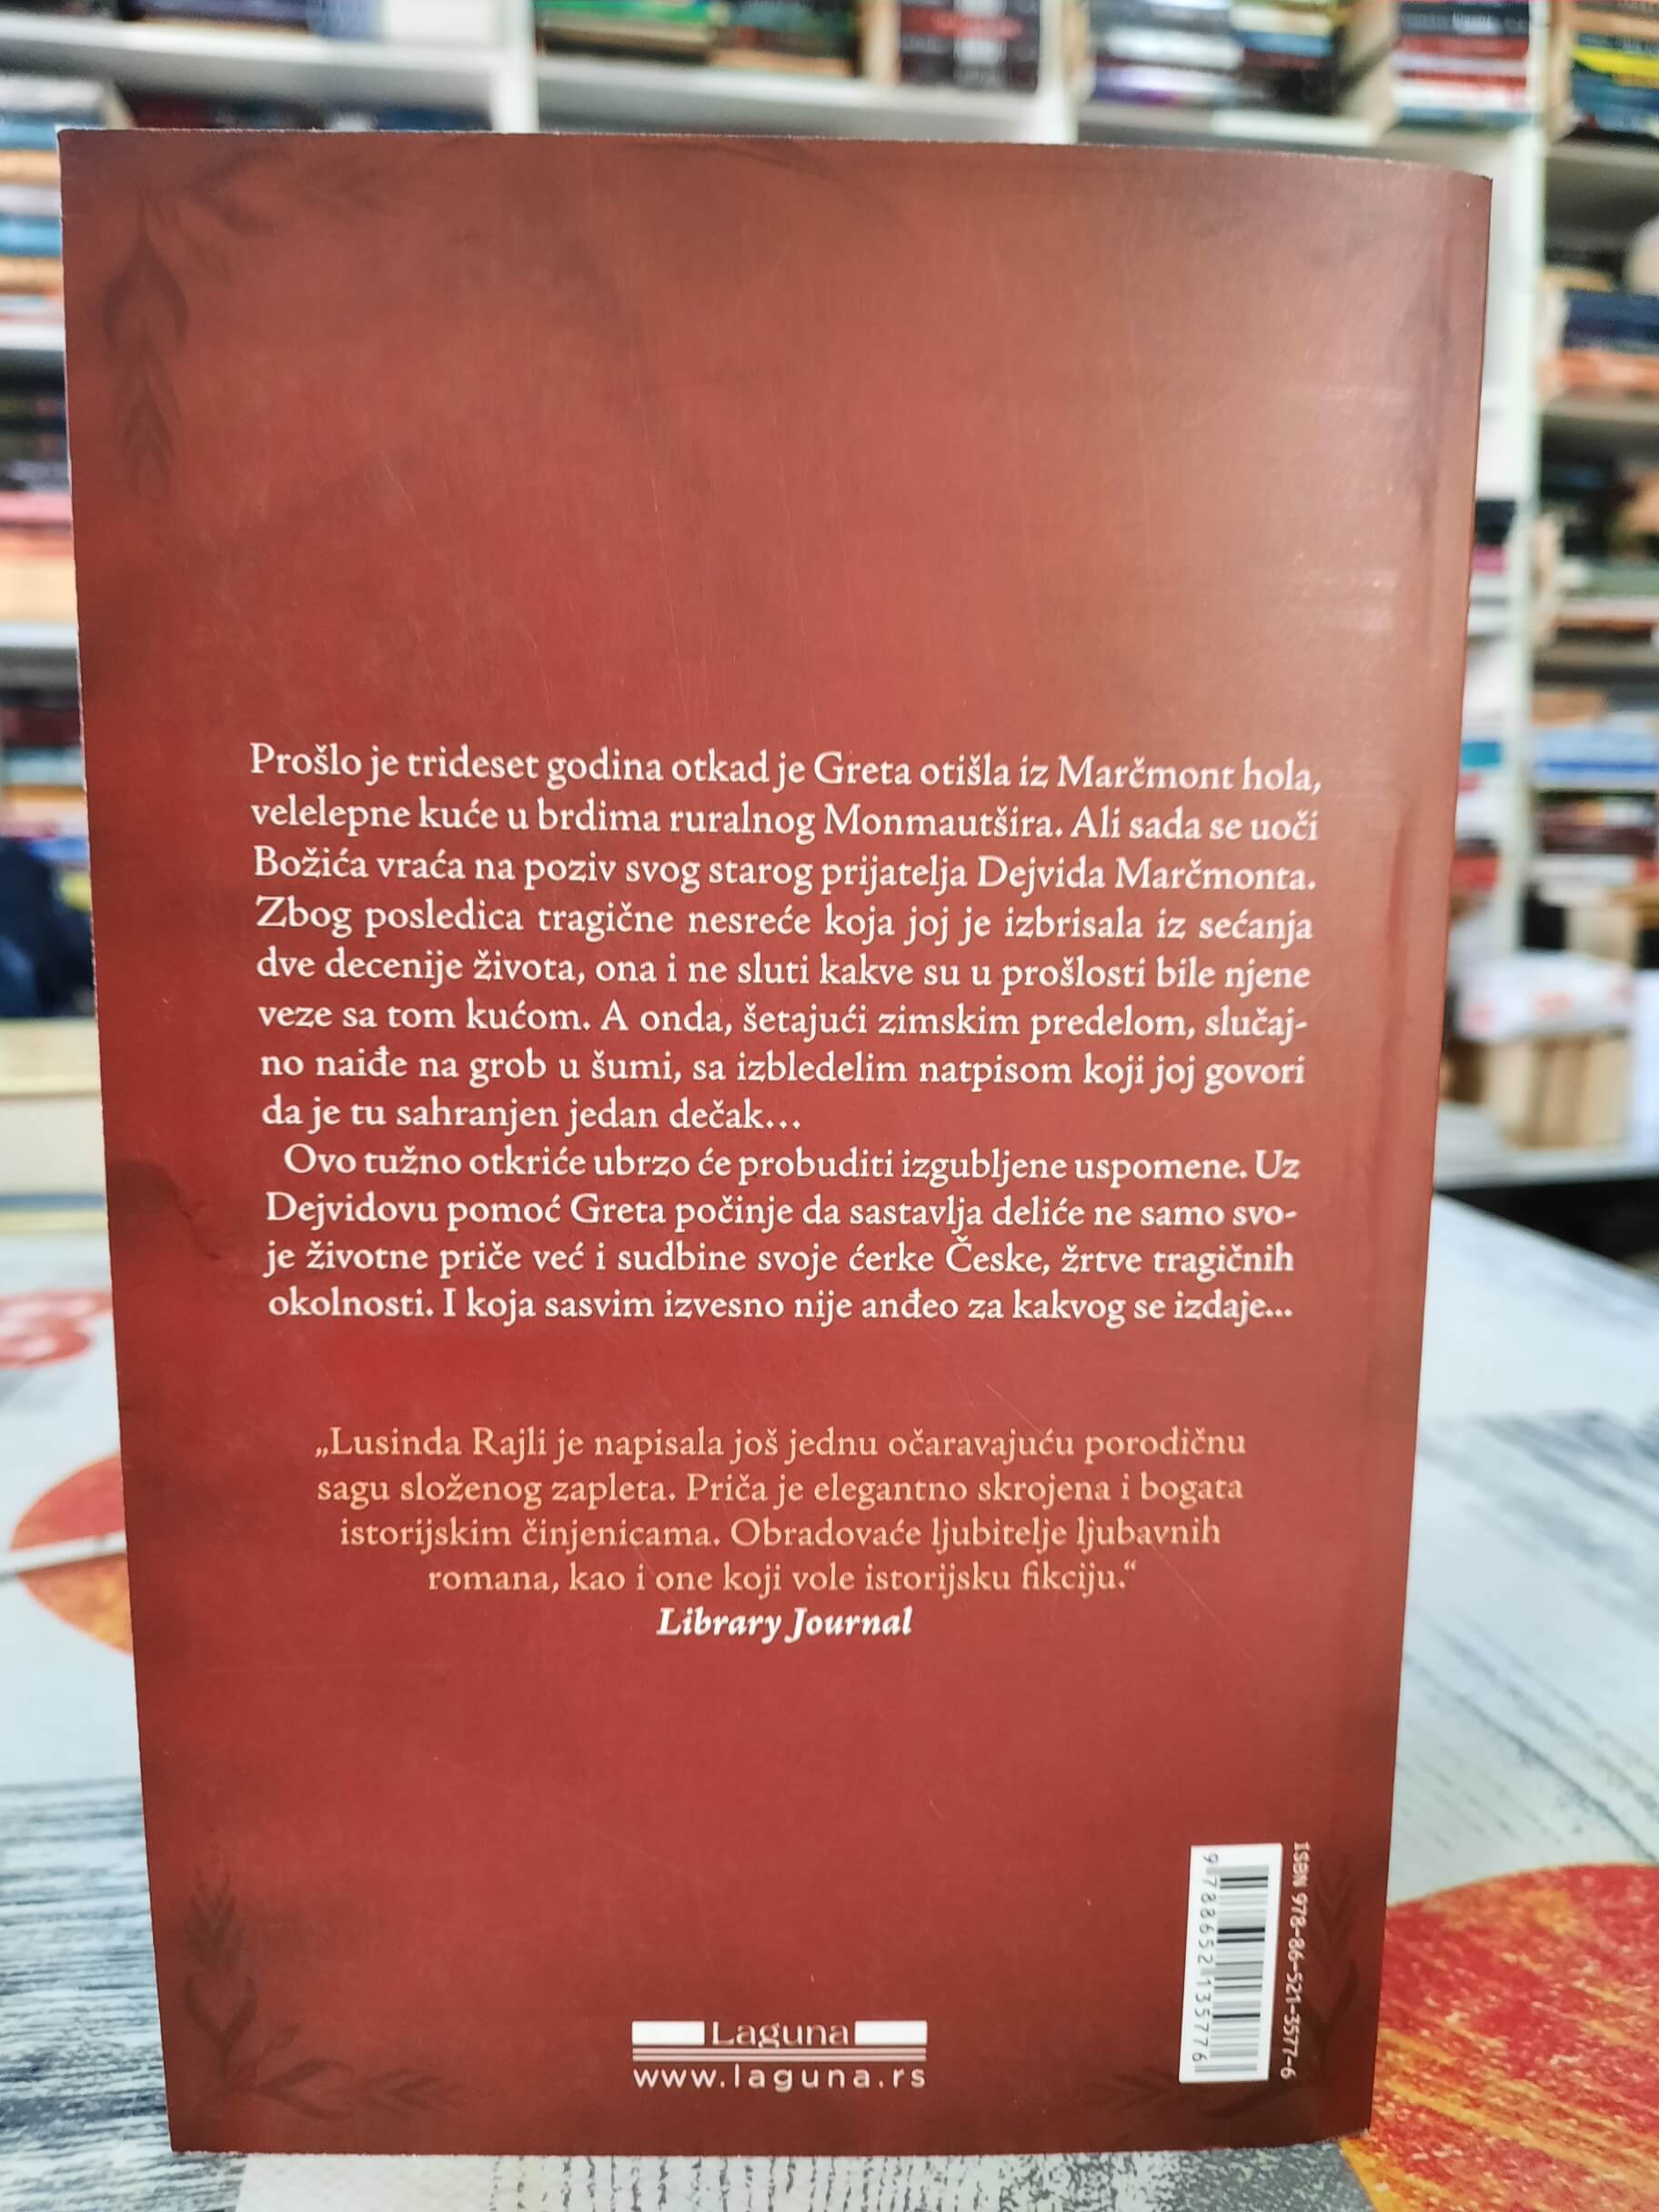 Prošlo je trideset godina otkad je Greta otišla iz Marčmont hola,
velelepne kuće u brdima ruralnog Monmautšira. Ali sada se uoči
Božića vraća na poziv svog starog prijatelja Dejvida Marčmonta.
Zbog posledica tragične nesreće koja joj je izbrisala iz sećanja
dve decenije života, ona i ne sluti kakve su u prošlosti bile njene
veze sa tom kućom. A onda, šetajući zimskim predelom, slučaj-
no naiđe na grob u šumi, sa izbledelim natpisom koji joj govori
da je tu sahranjen jedan dečak...
Ovo tužno otkriće ubrzo će probuditi izgubljene uspomene. Uz
Dejvidovu pomoć Greta počinje da sastavlja deliće ne samo svo-
je životne priče već i sudbine svoje ćerke Česke, žrtve tragičnih
okolnosti. I koja sasvim izvesno nije anđeo za kakvog se izdaje...
„Lusinda Rajli je napisala još jednu očaravajuću porodičnu
sagu složenog zapleta. Priča je elegantno skrojena i bogata
istorijskim činjenicama. Obradovaće ljubitelje ljubavnih
romana, kao i one koji vole istorijsku fikciju.“
Library Journal
ISBN 978-86-521-3577-6
9 788652 135776
Laguna
www.laguna.rs